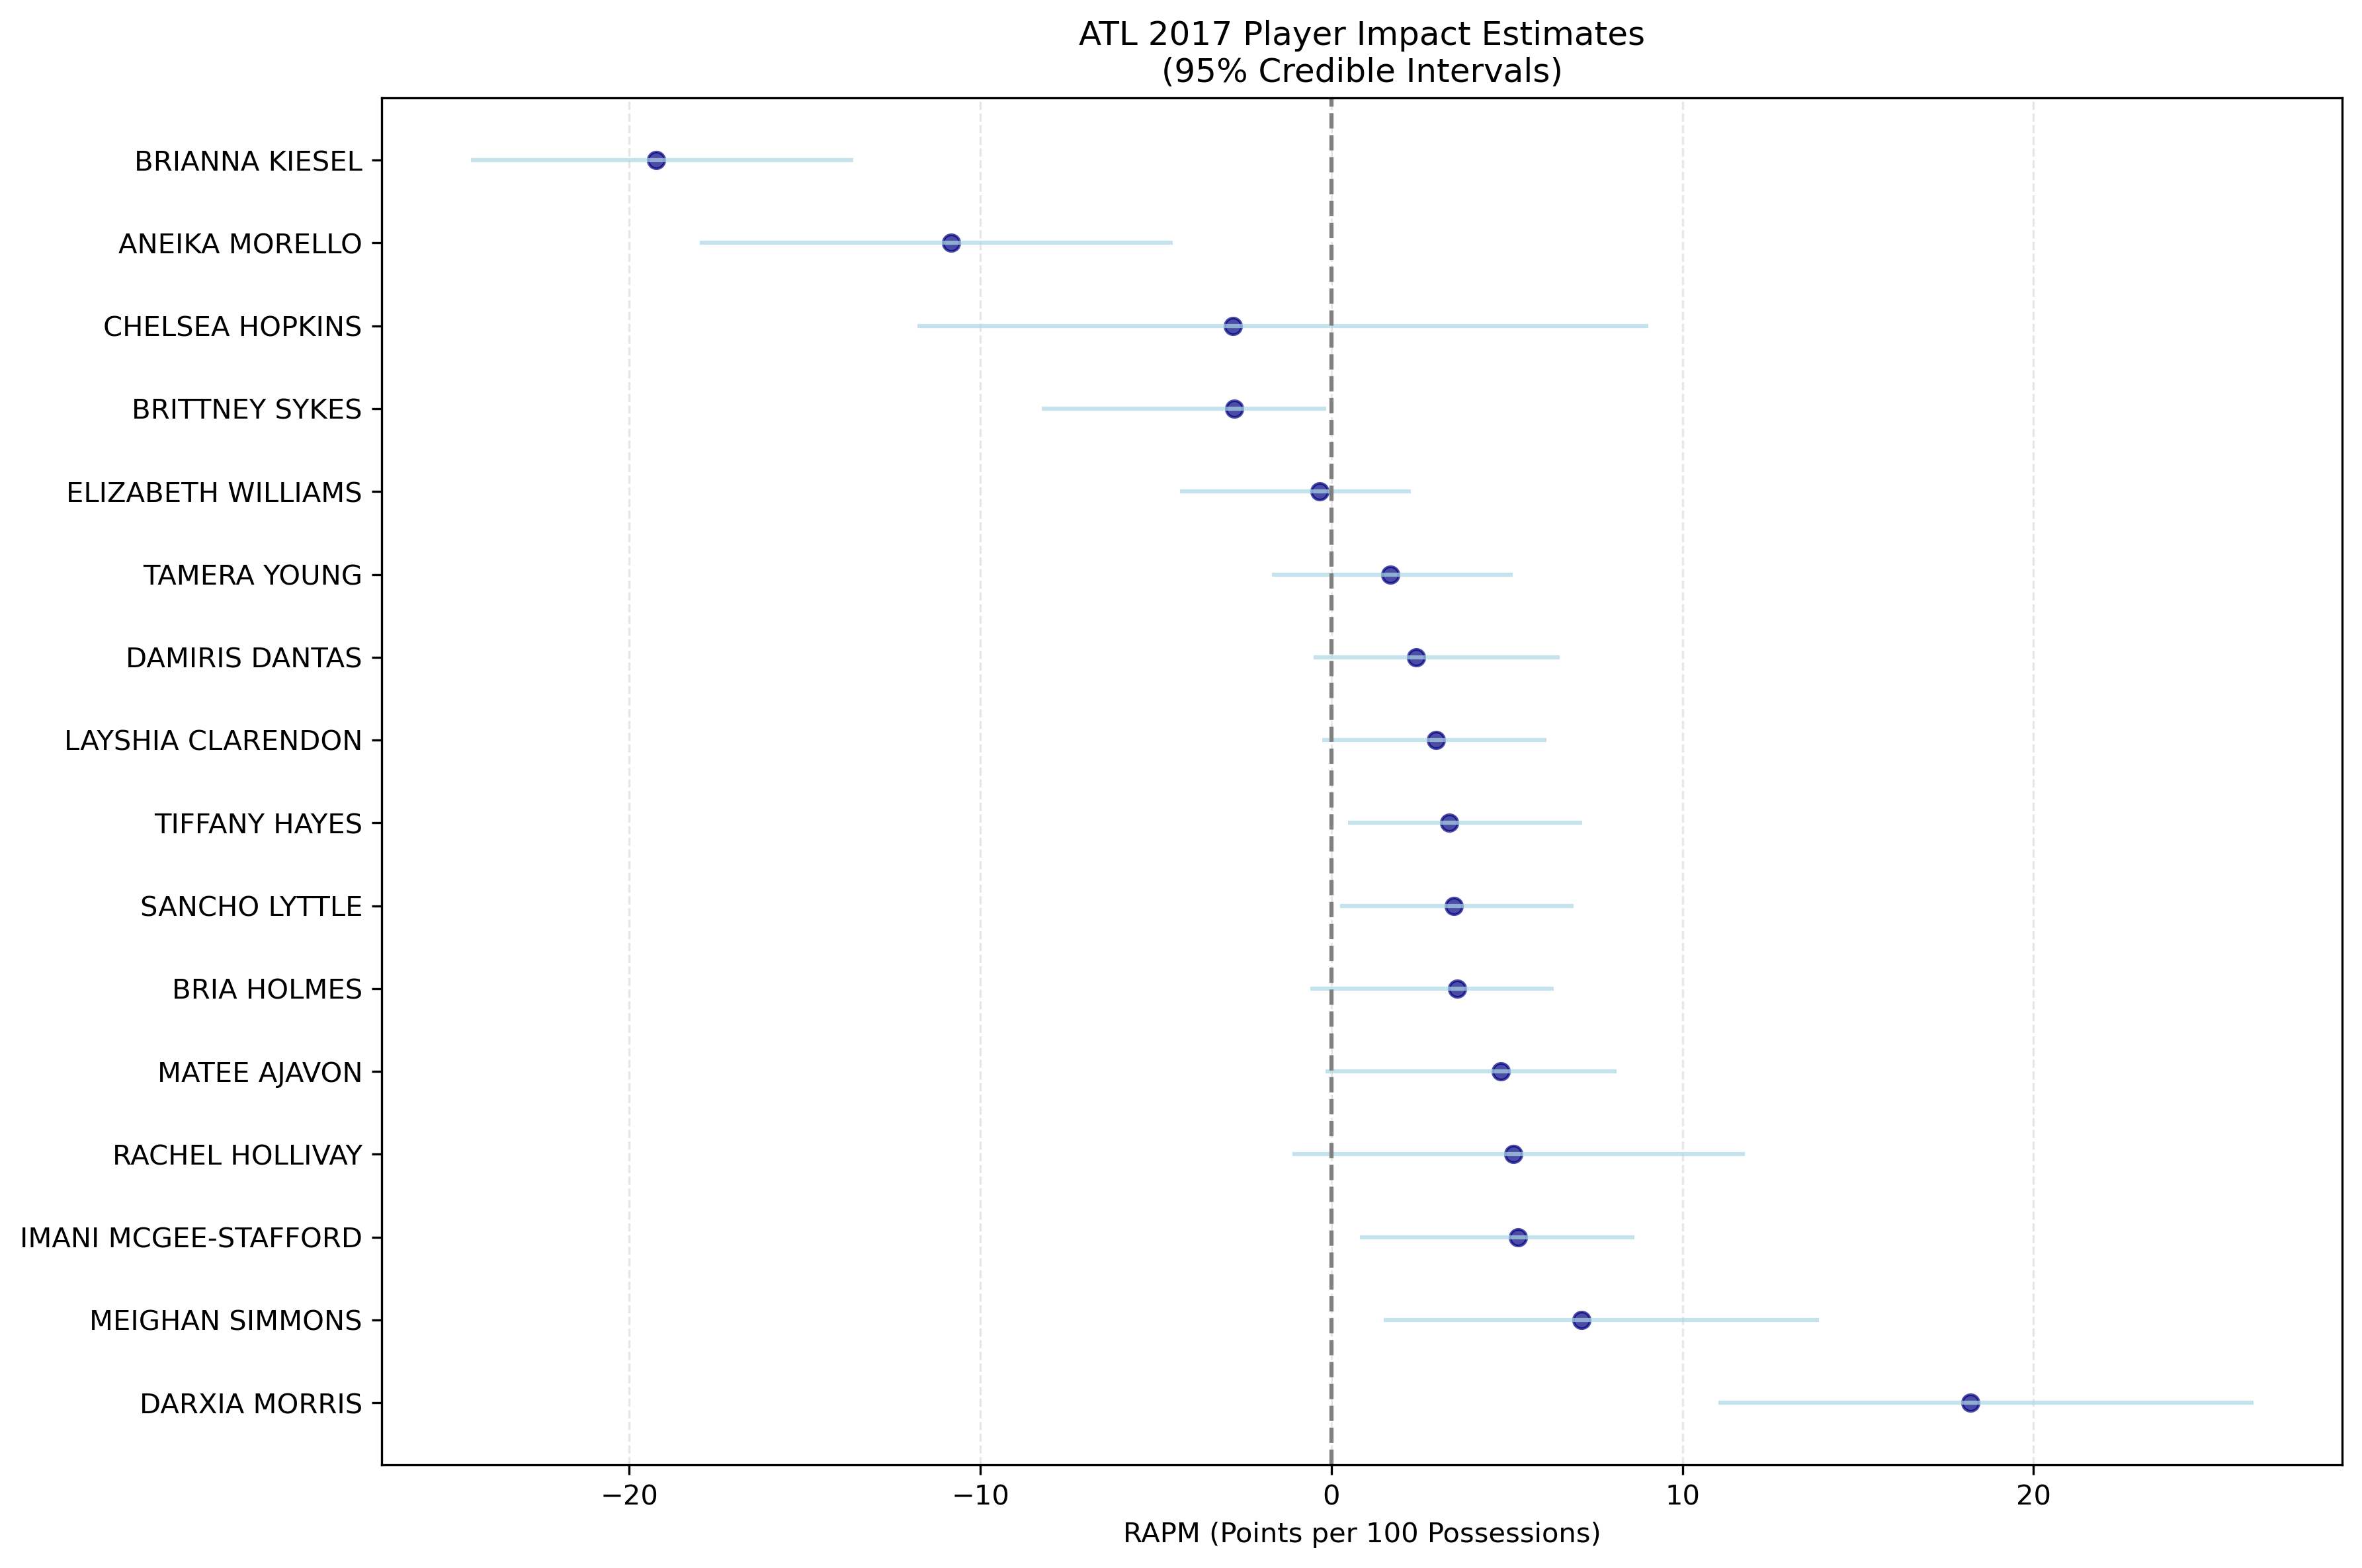 ATL 2017 Player Impact Estimates
(95% Credible Intervals)
BRIANNA KIESEL
ANEIKA MORELLO
CHELSEA HOPKINS
BRITTNEY SYKES
ELIZABETH WILLIAMS
TAMERA YOUNG
DAMIRIS DANTAS
LAYSHIA CLARENDON
TIFFANY HAYES
SANCHO LYTTLE
BRIA HOLMES
MATEE AJAVON
RACHEL HOLLIVAY
IMANI MCGEE-STAFFORD
MEIGHAN SIMMONS
DARXIA MORRIS
−20 −10 0 10 20
RAPM (Points per 100 Possessions)